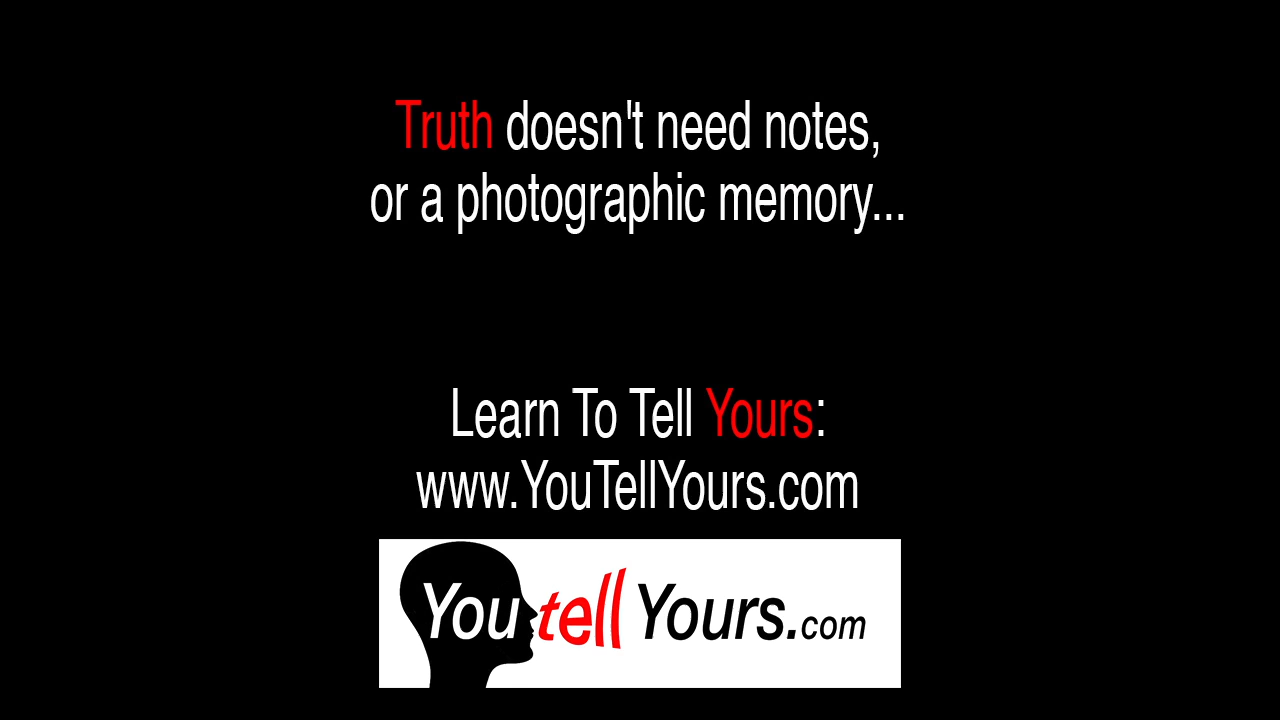 Truth doesn't need notes,
or a photographic memory...
Learn To Tell Yours:
www.YouTellYours.com
You tell Yours.com